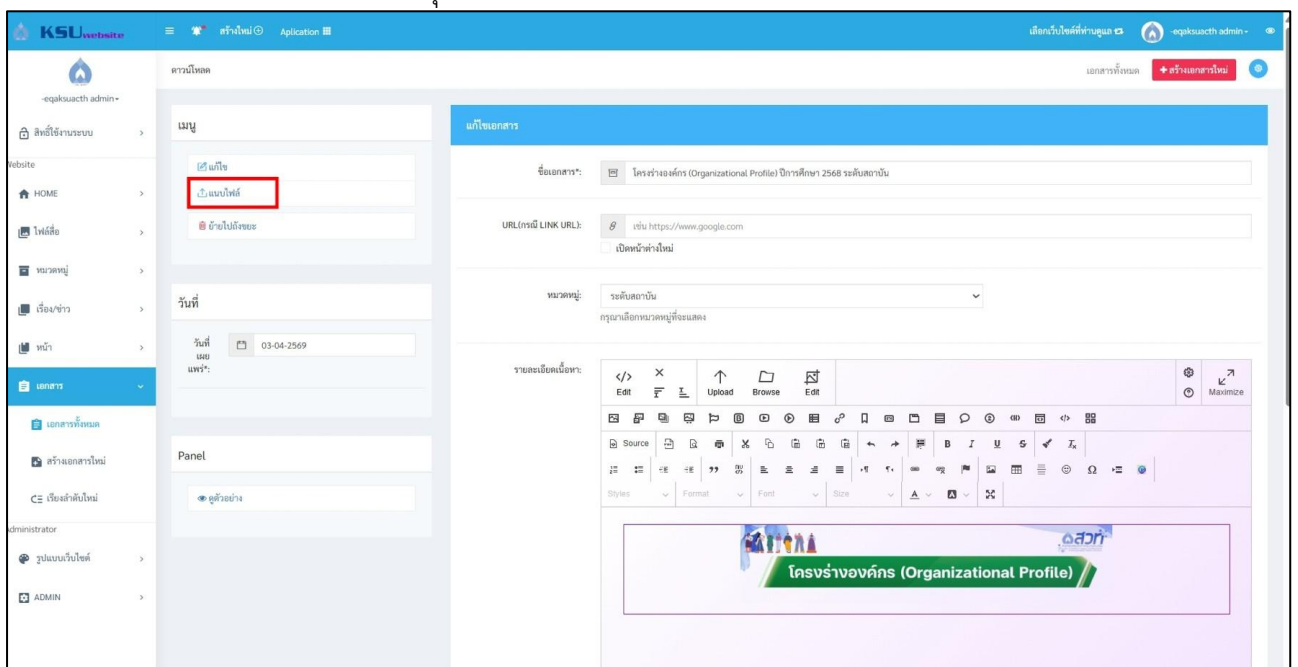 KSUwebsite
สร้างใหม่
Aplication
เลือกเว็บไซต์ที่ท่านดูแล
-eqaksuacth admin
-eqaksuacth admin
สิทธิ์ใช้งานระบบ
Website
HOME
ไฟล์สื่อ
หมวดหมู่
เรื่อง/ข่าว
หน้า
เอกสาร
เอกสารทั้งหมด
สร้างเอกสารใหม่
เรียงลำดับใหม่
dministrator
รูปแบบเว็บไซต์
ADMIN
ดาวน์โหลด
เอกสารทั้งหมด
+ สร้างเอกสารใหม่
เมนู
แก้ไข
แนบไฟล์
ย้ายไปถังขยะ
วันที่
วันที่
เผย
แพร่*:
03-04-2569
Panel
ดูตัวอย่าง
แก้ไขเอกสาร
ชื่อเอกสาร*:
โครงร่างองค์กร (Organizational Profile) ปีการศึกษา 2568 ระดับสถาบัน
URL(กรณี LINK URL):
เช่น https://www.google.com
เปิดหน้าต่างใหม่
หมวดหมู่:
ระดับสถาบัน
กรุณาเลือกหมวดหมู่ที่จะแสดง
รายละเอียดเนื้อหา:
Edit
Upload
Browse
Edit
Maximize
Source
Styles
Format
Font
Size
สวท
โครงร่างองค์กร (Organizational Profile)